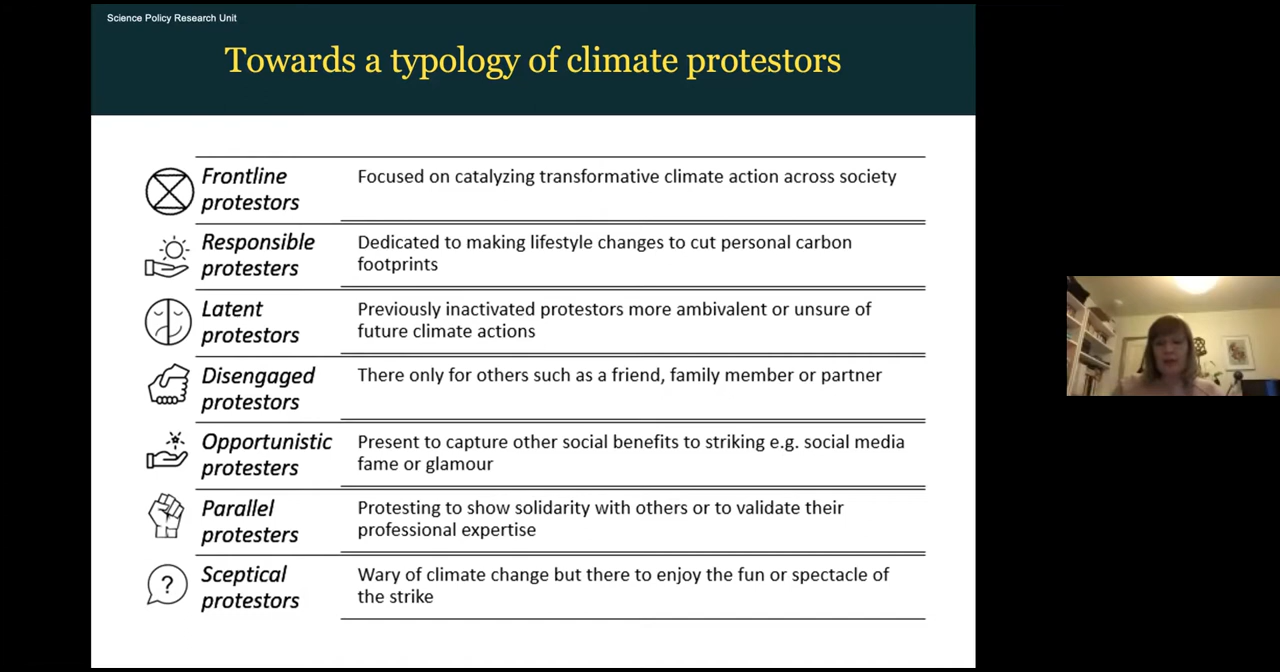 Science Policy Research Unit
Towards a typology of climate protestors
Frontline
protestors
Focused on catalyzing transformative climate action across society
Responsible
protesters
Dedicated to making lifestyle changes to cut personal carbon
footprints
Latent
protestors
Previously inactivated protestors more ambivalent or unsure of
future climate actions
Disengaged
protestors
There only for others such as a friend, family member or partner
Opportunistic
protesters
Present to capture other social benefits to striking e.g. social media
fame or glamour
Parallel
protesters
Protesting to show solidarity with others or to validate their
professional expertise
?
Sceptical
protestors
Wary of climate change but there to enjoy the fun or spectacle of
the strike